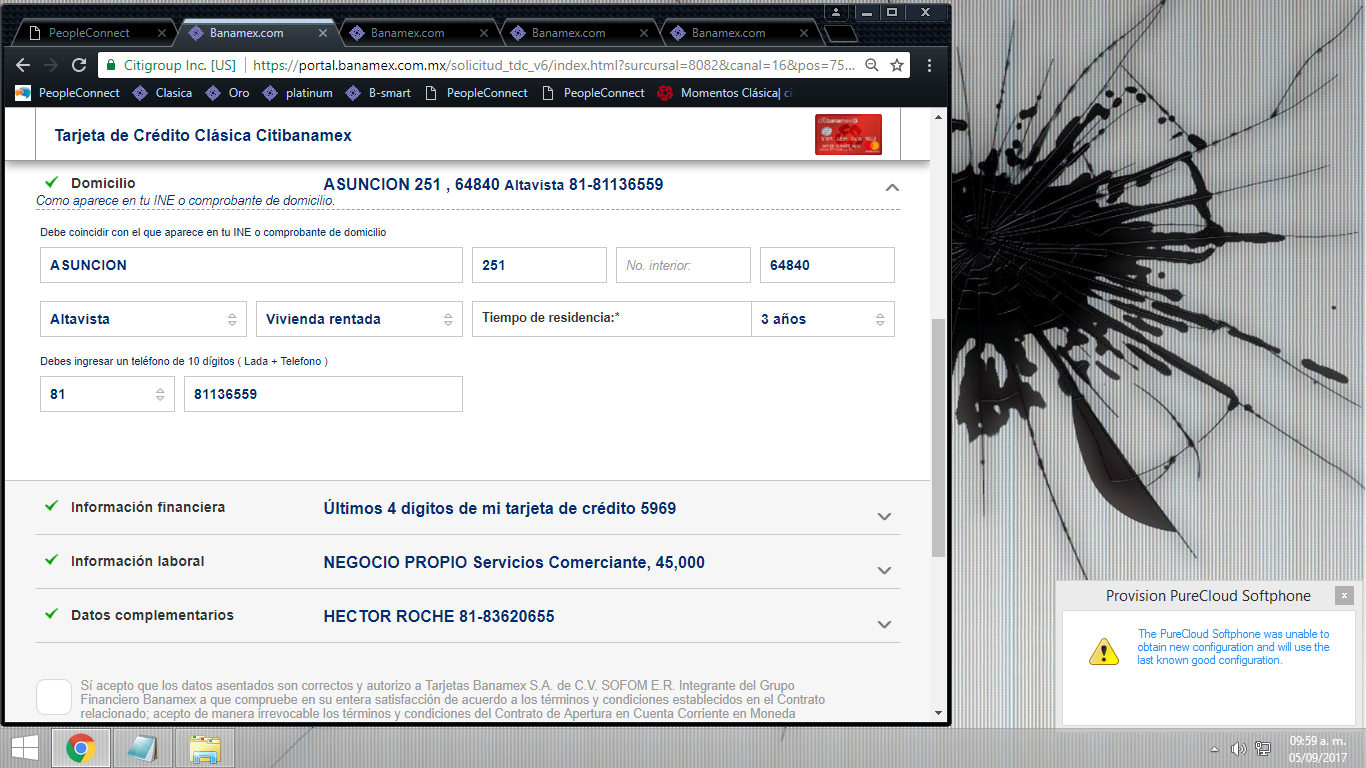 PeopleConnect
Banamex.com
Banamex.com
Banamex.com
Banamex.com
Citigroup Inc. [US] https://portal.banamex.com.mx/solicitud_tdc_v6/index.html?surcursal=8082&canal=16&pos=75...
PeopleConnect Clasica Oro platinum B-smart PeopleConnect PeopleConnect Momentos Clásica| ci
Tarjeta de Crédito Clásica Citibanamex
citibanamex
Domicilio ASUNCION 251 , 64840 Altavista 81-81136559
Como aparece en tu INE o comprobante de domicilio.
Debe coincidir con el que aparece en tu INE o comprobante de domicilio
ASUNCION 251 No. interior: 64840
Altavista Vivienda rentada Tiempo de residencia:* 3 años
Debes ingresar un teléfono de 10 dígitos ( Lada + Telefono )
81 81136559
Información financiera Últimos 4 dígitos de mi tarjeta de crédito 5969
Información laboral NEGOCIO PROPIO Servicios Comerciante, 45,000
Datos complementarios HECTOR ROCHE 81-83620655
Sí acepto que los datos asentados son correctos y autorizo a Tarjetas Banamex S.A. de C.V. SOFOM E.R. Integrante del Grupo
Financiero Banamex a que compruebe en su entera satisfacción de acuerdo a los términos y condiciones establecidos en el Contrato
relacionado; acepto de manera irrevocable los términos y condiciones del Contrato de Apertura en Cuenta Corriente en Moneda
Provision PureCloud Softphone
The PureCloud Softphone was unable to
obtain new configuration and will use the
last known good configuration.
09:59 a. m.
05/09/2017